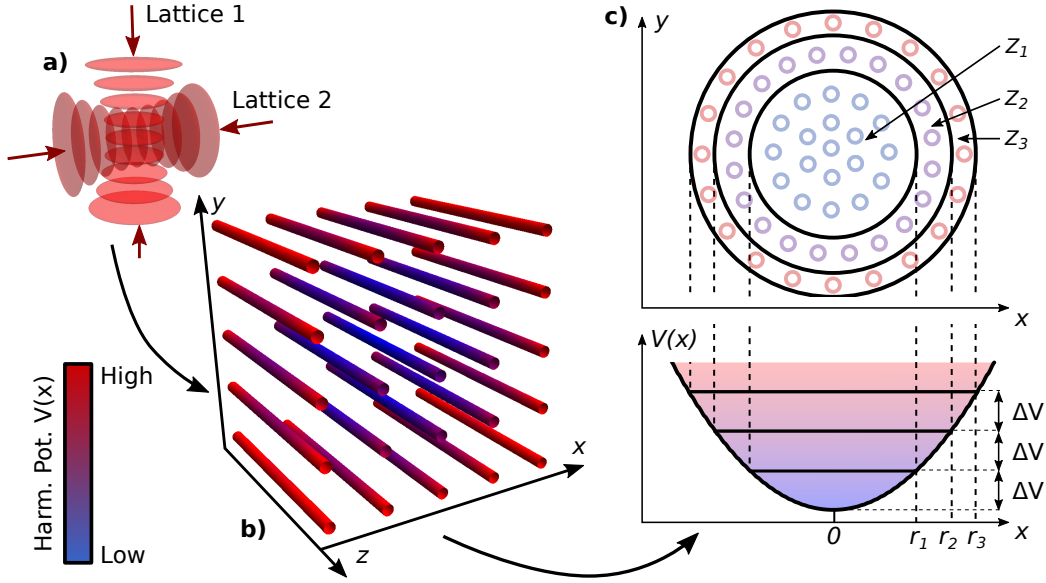 Lattice 1
a)
Lattice 2
y
High
Harm. Pot. V(x)
Low
b)
x
z
c)
y
Z₁
Z₂
Z₃
x
V(x)
ΔV
ΔV
ΔV
0
r₁
r₂
r₃
x